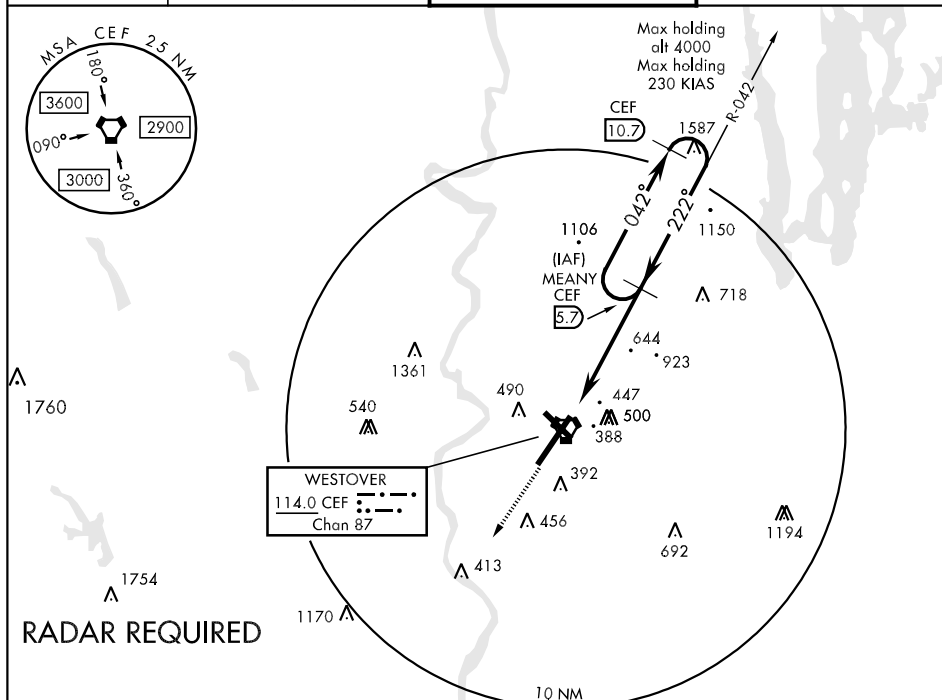 MSA CEF 25 NM
180°
3600
090°
2900
3000
360°
Max holding
alt 4000
Max holding
230 KIAS
R-042
CEF
10.7
1587
042°
222°
1150
1106
(IAF)
MEANY
CEF
5.7
718
644
923
1361
1760
490
447
540
500
388
WESTOVER
114.0 CEF
Chan 87
392
456
692
1194
413
1754
1170
RADAR REQUIRED
10 NM